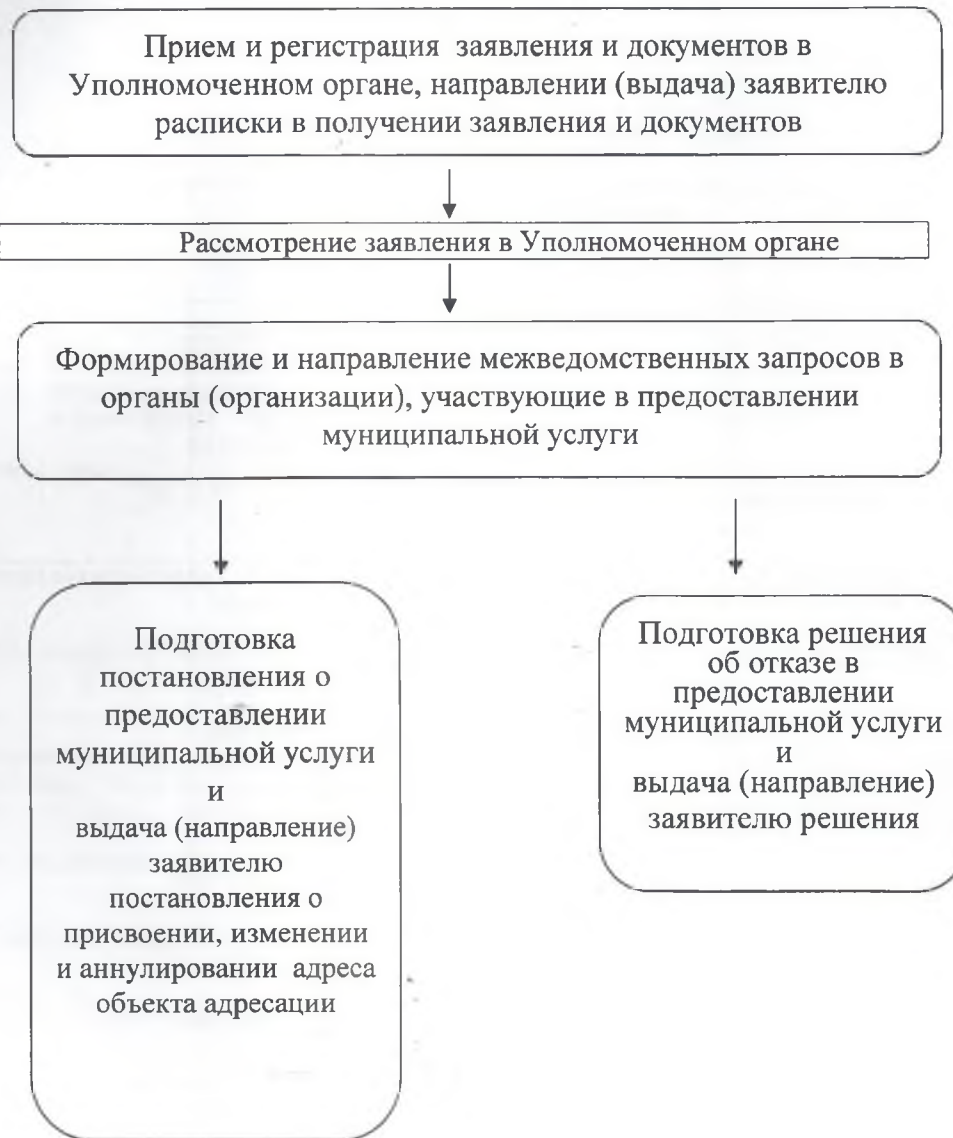 Прием и регистрация заявления и документов в
Уполномоченном органе, направлении (выдача) заявителю
расписки в получении заявления и документов
Рассмотрение заявления в Уполномоченном органе
Формирование и направление межведомственных запросов в
органы (организации), участвующие в предоставлении
муниципальной услуги
Подготовка
постановления о
предоставлении
муниципальной услуги
и
выдача (направление)
заявителю
постановления о
присвоении, изменении
и аннулировании адреса
объекта адресации
Подготовка решения
об отказе в
предоставлении
муниципальной услуги
и
выдача (направление)
заявителю решения